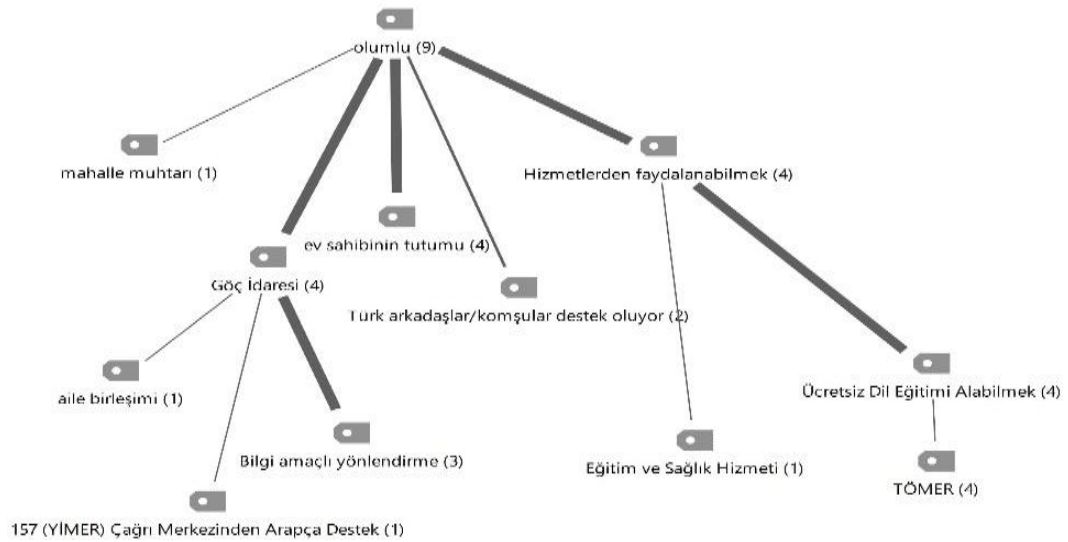 olumlu (9)
mahalle muhtarı (1)
Hizmetlerden faydalanabilmek (4)
ev sahibinin tutumu (4)
Göç İdaresi (4)
Türk arkadaşlar/komşular destek oluyor (2)
aile birleşimi (1)
Ücretsiz Dil Eğitimi Alabilmek (4)
Bilgi amaçlı yönlendirme (3)
Eğitim ve Sağlık Hizmeti (1)
TÖMER (4)
157 (YİMER) Çağrı Merkezinden Arapça Destek (1)